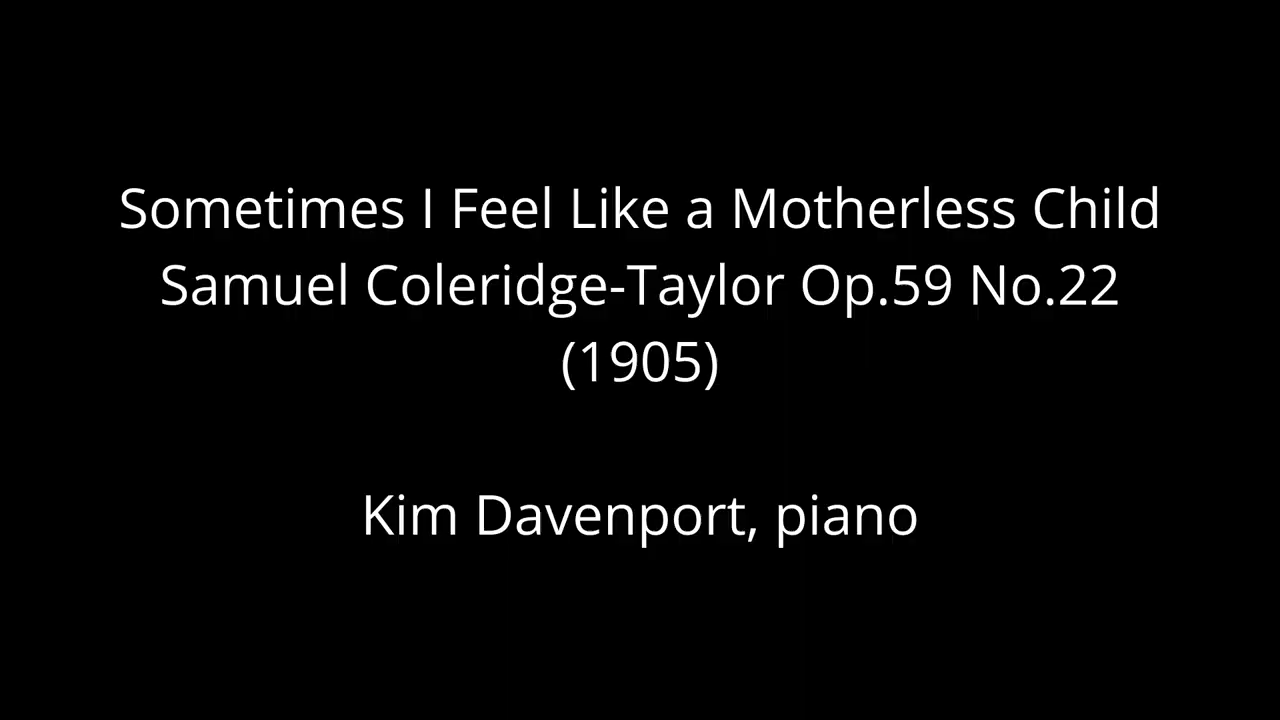 Sometimes I Feel Like a Motherless Child
Samuel Coleridge-Taylor Op.59 No.22
(1905)
Kim Davenport, piano